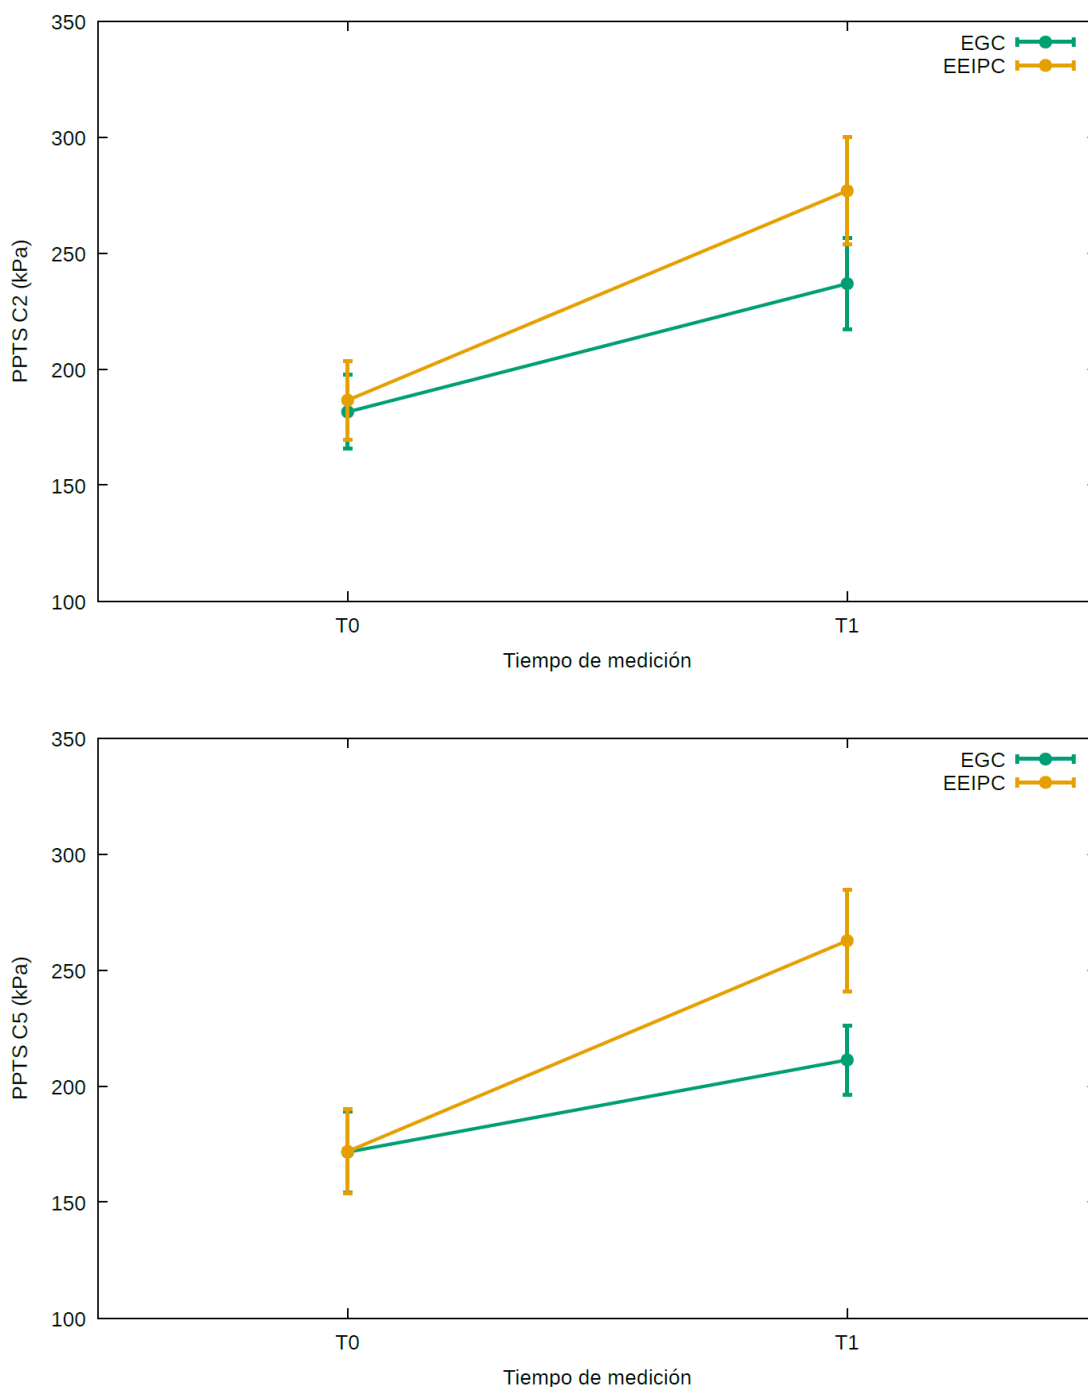 350
EGC
EEIPC
300
250
PPTS C2 (kPa)
200
150
100
T0 T1
Tiempo de medición
350
EGC
EEIPC
300
250
PPTS C5 (kPa)
200
150
100
T0 T1
Tiempo de medición